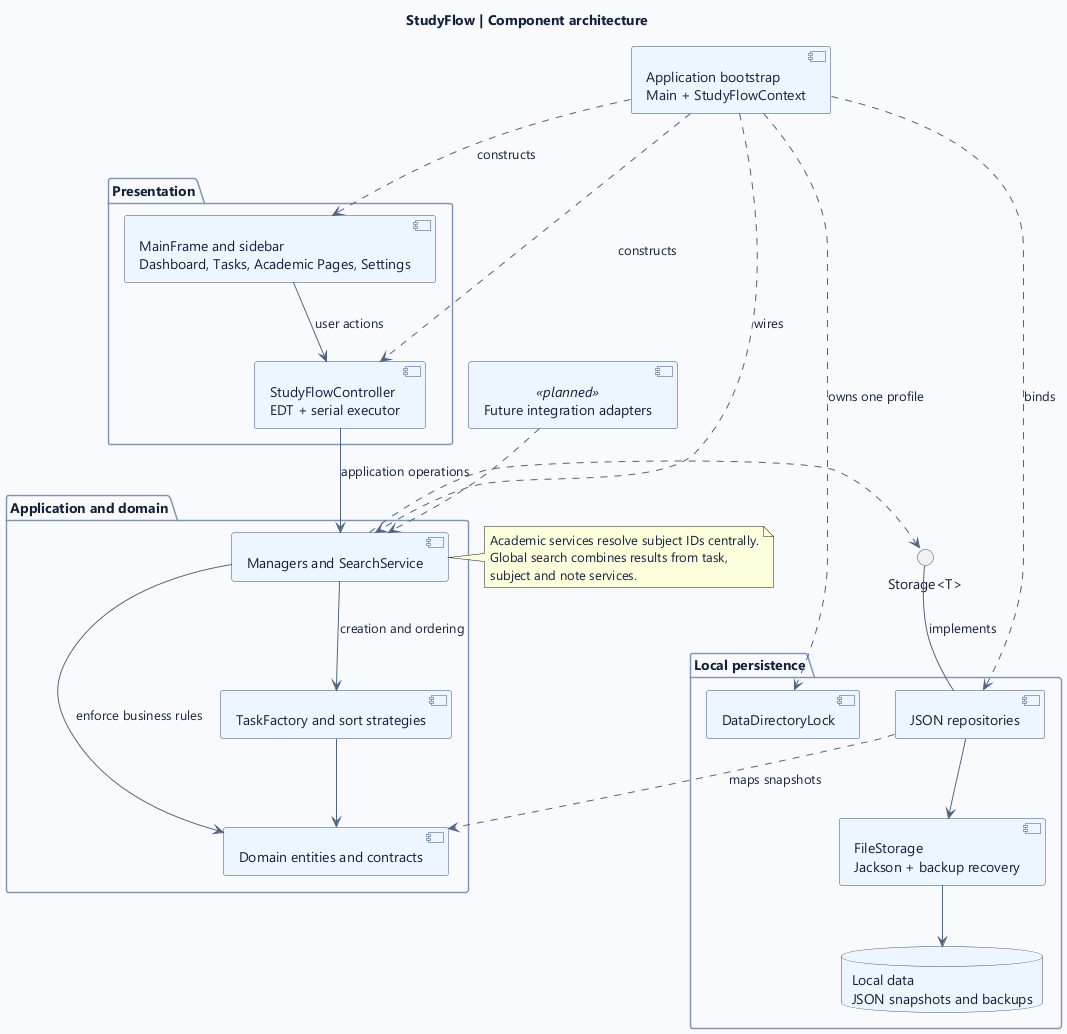 StudyFlow | Component architecture
Application bootstrap
Main + StudyFlowContext
constructs
Presentation
MainFrame and sidebar
Dashboard, Tasks, Academic Pages, Settings
constructs
user actions
wires
StudyFlowController
EDT + serial executor
«planned»
Future integration adapters
owns one profile
binds
application operations
Application and domain
Managers and SearchService
Academic services resolve subject IDs centrally.
Global search combines results from task,
subject and note services.
Storage<T>
creation and ordering
implements
Local persistence
enforce business rules
TaskFactory and sort strategies
DataDirectoryLock
JSON repositories
maps snapshots
Domain entities and contracts
FileStorage
Jackson + backup recovery
Local data
JSON snapshots and backups